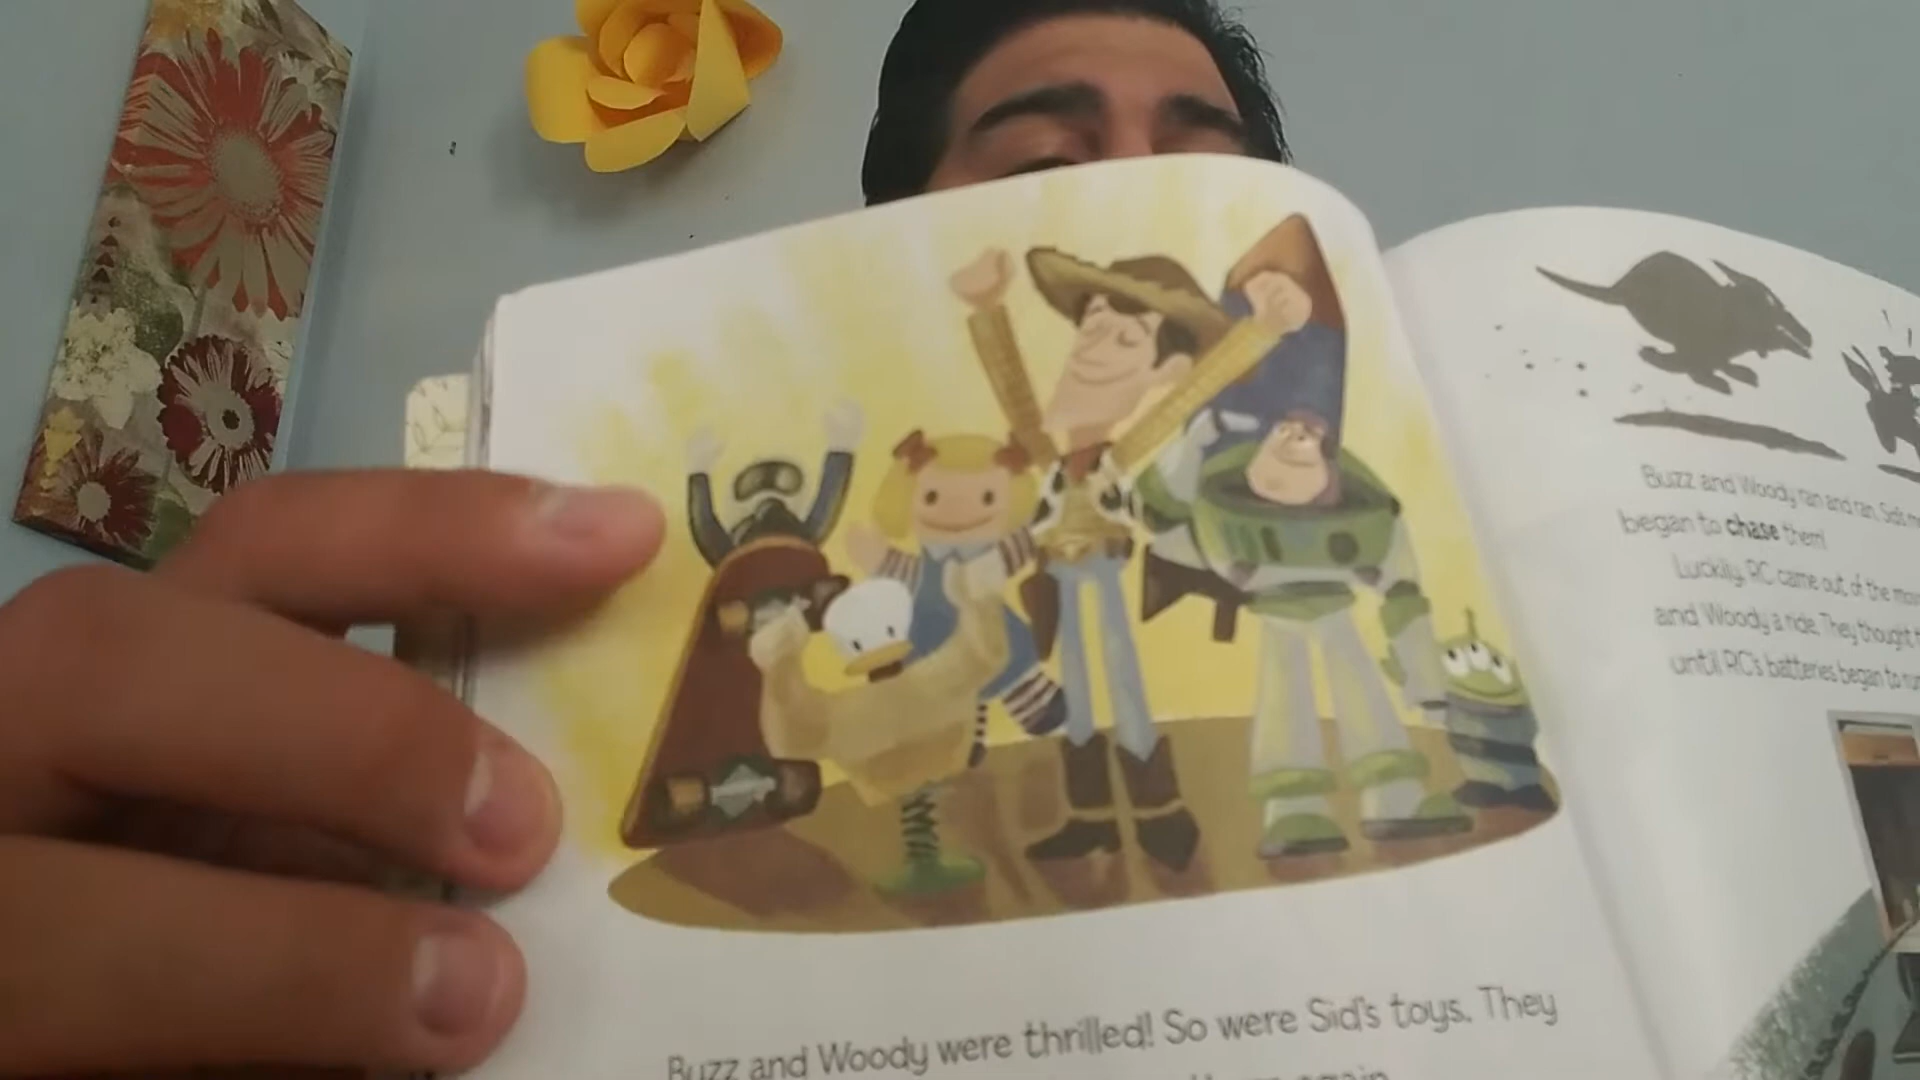 Buzz and Woody were thrilled! So were Sid's toys. They
again
Buzz and Woody ran and ran. Sid's
began to chase them!
Luckily, RC came out of the
and Woody a ride. They thought
until RC's batteries began to